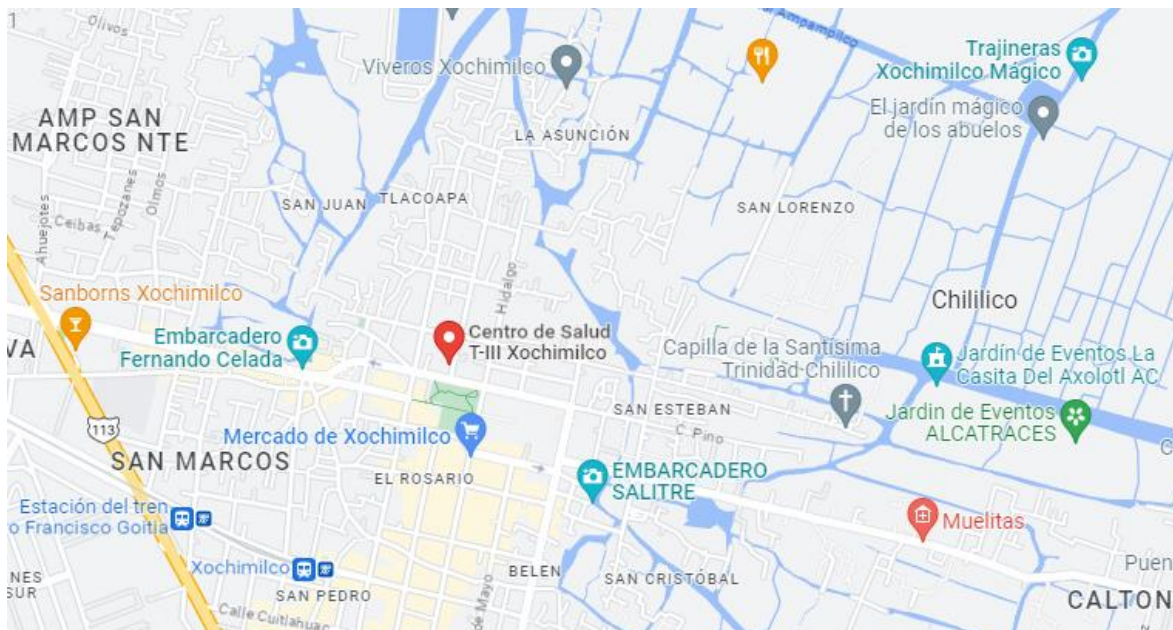 1
Olivos
Ampampilco
Trajineras
Xochimilco Mágico
Viveros Xochimilco
El jardín mágico
de los abuelos
AMP SAN
MARCOS NTE
LA ASUNCIÓN
Ahuejotes
Ceibas
Tepozanes
Olmos
SAN JUAN
TLACOAPA
SAN LORENZO
Hidalgo
Sanborns Xochimilco
Chililico
VA
Embarcadero
Fernando Celada
Centro de Salud
T-III Xochimilco
Capilla de la Santísima
Trinidad Chililico
Jardín de Eventos La
Casita Del Axolotl AC
SAN ESTEBAN
C. Pino
Jardin de Eventos
ALCATRACES
113
Mercado de Xochimilco
SAN MARCOS
EL ROSARIO
EMBARCADERO
SALITRE
C
Estación del tren
o Francisco Goitia
Muelitas
Xochimilco
BELEN
SAN CRISTÓBAL
Puen
NES
SUR
SAN PEDRO
de Mayo
CALTON
Calle Cuitlahuac